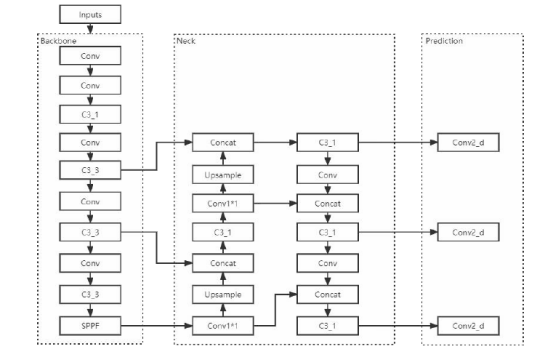 Inputs
Backbone
Conv
Conv
C3_1
Conv
C3_3
Conv
C3_3
Conv
C3_3
SPPF
Neck
Concat
Upsample
Conv1*1
C3_1
Concat
Upsample
Conv1*1
C3_1
Conv
Concat
C3_1
Conv
Concat
C3_1
Prediction
Conv2_d
Conv2_d
Conv2_d